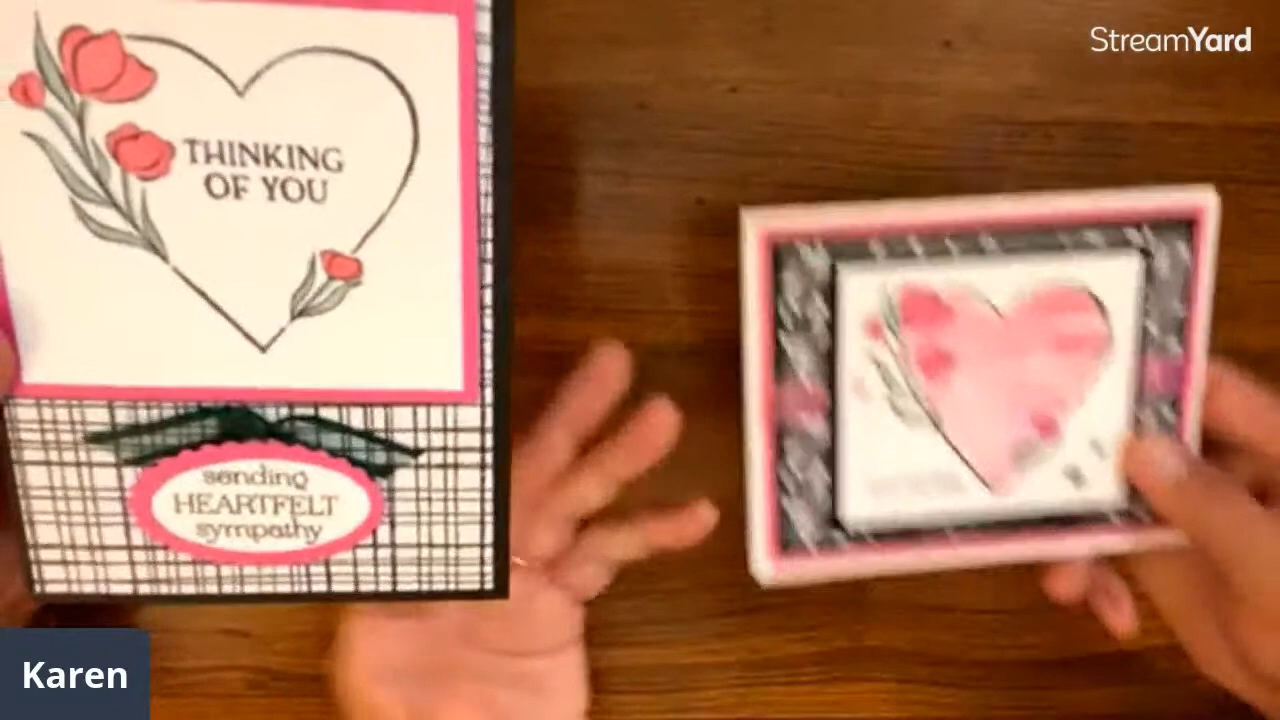 StreamYard
THINKING
OF YOU
sending
HEARTFELT
sympathy
Karen